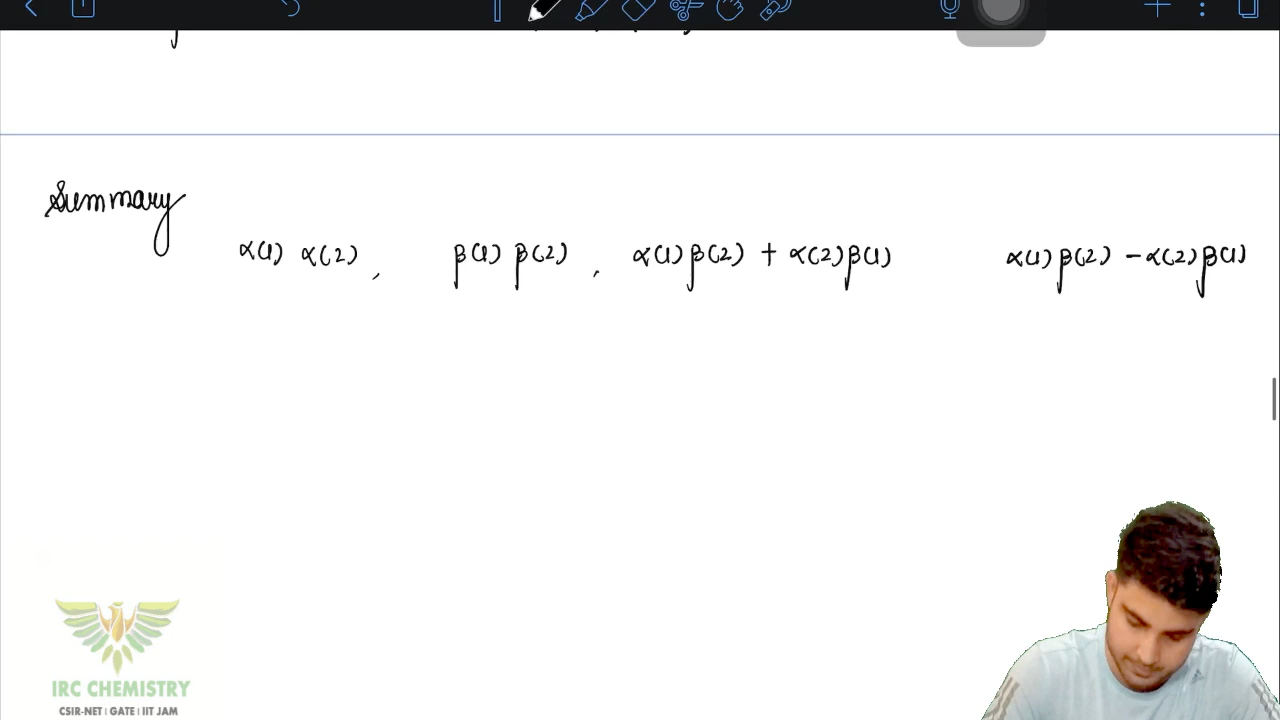 Summary
α(1) α(2) , β(1) β(2) , α(1) β(2) + α(2) β(1) α(1) β(2) - α(2) β(1)
IRC CHEMISTRY
CSIR-NET | GATE | IIT JAM